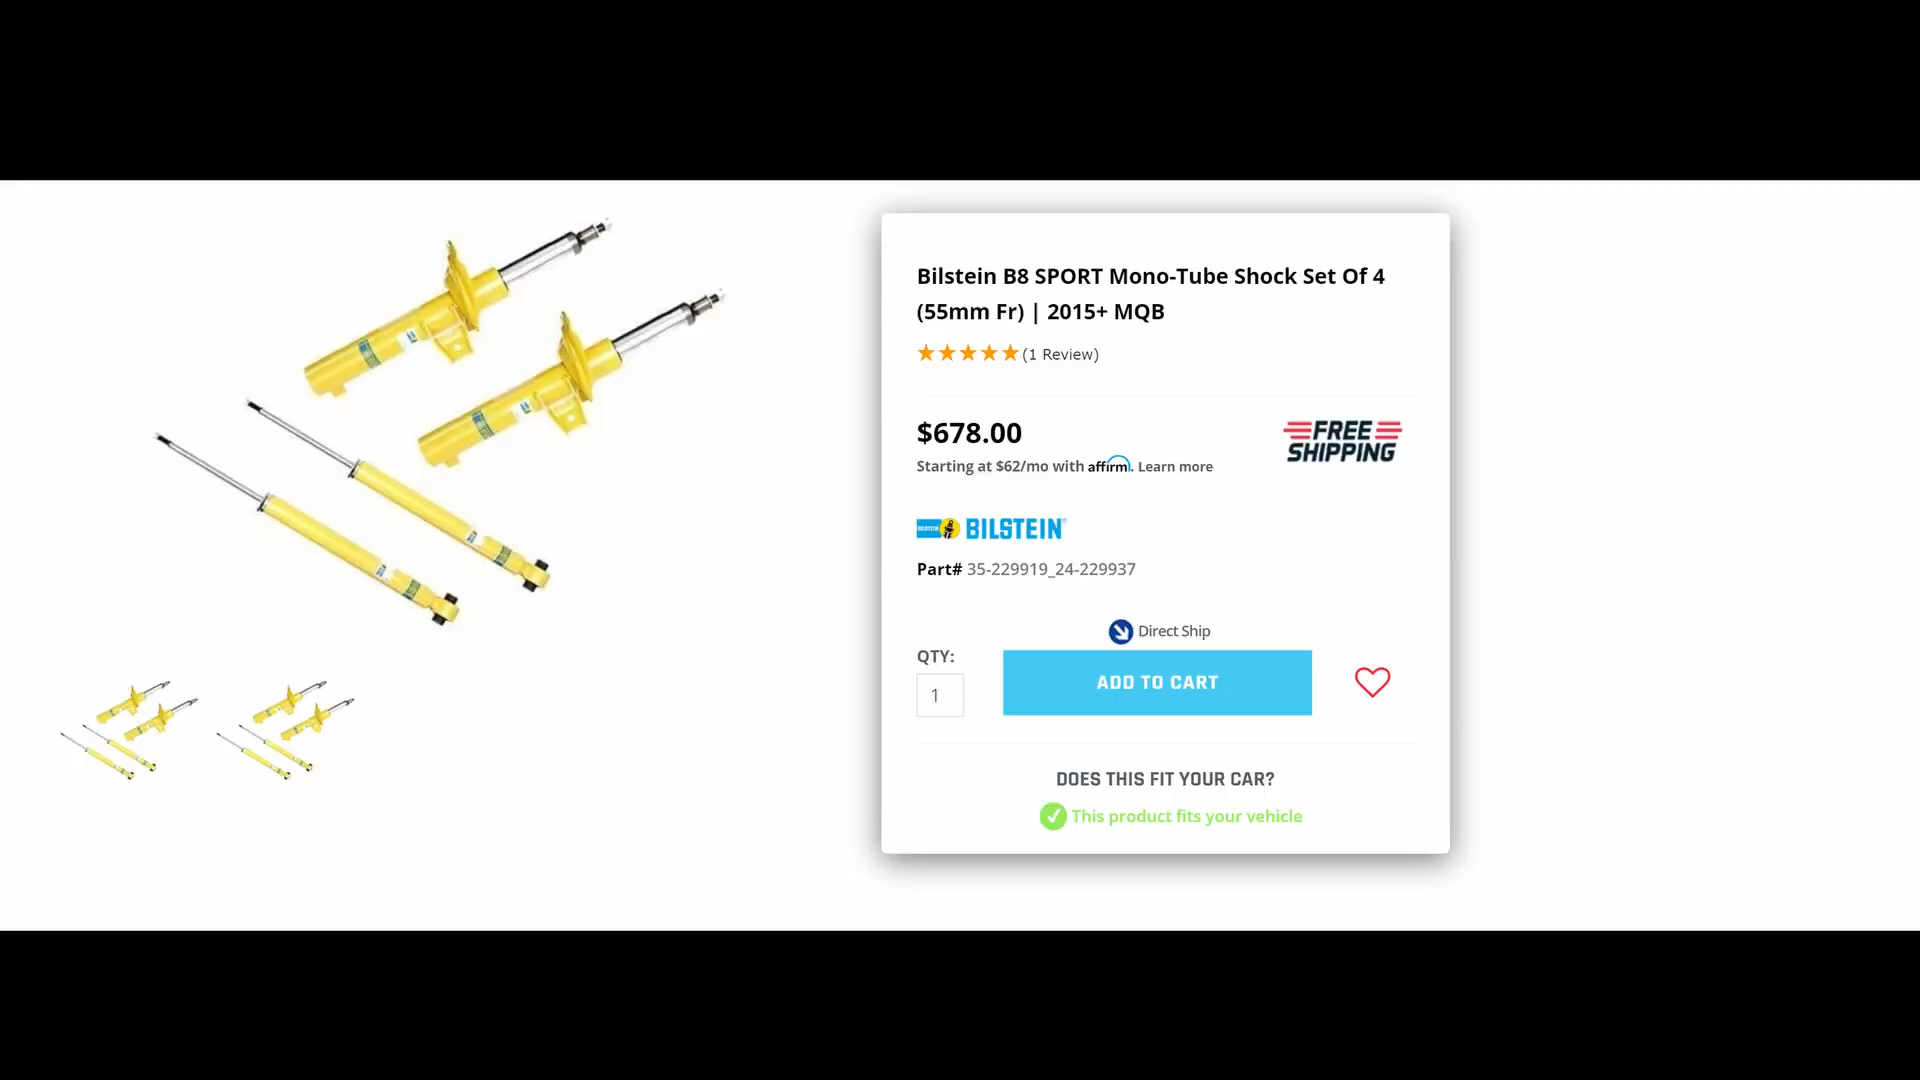 Bilstein B8 SPORT Mono-Tube Shock Set Of 4
(55mm Fr) | 2015+ MQB
(1 Review)
$678.00
FREE
SHIPPING
Starting at $62/mo with affirm. Learn more
BILSTEIN BILSTEIN
Part# 35-229919_24-229937
Direct Ship
QTY:
1
ADD TO CART
DOES THIS FIT YOUR CAR?
This product fits your vehicle